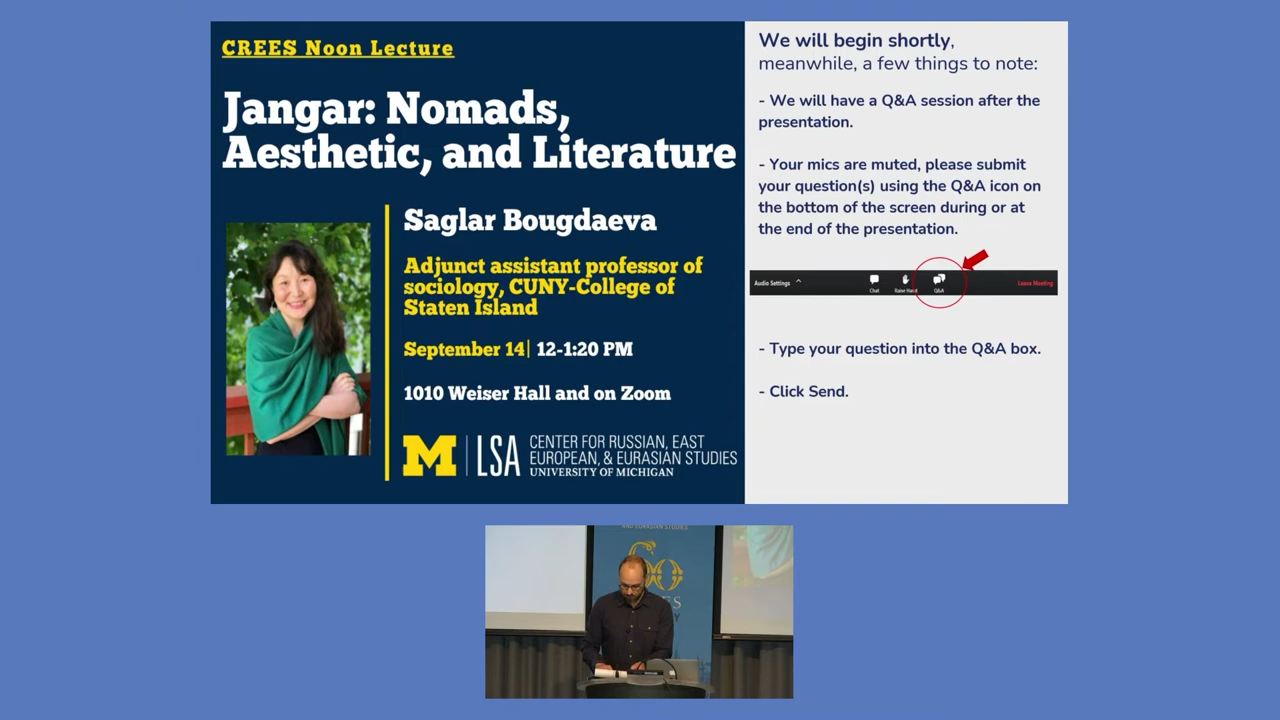 CREES Noon Lecture
Jangar: Nomads,
Aesthetic, and Literature
Saglar Bougdaeva
Adjunct assistant professor of
sociology, CUNY-College of
Staten Island
September 14| 12-1:20 PM
1010 Weiser Hall and on Zoom
M LSA
CENTER FOR RUSSIAN, EAST
EUROPEAN, & EURASIAN STUDIES
UNIVERSITY OF MICHIGAN
We will begin shortly,
meanwhile, a few things to note:
- We will have a Q&A session after the
presentation.
- Your mics are muted, please submit
your question(s) using the Q&A icon on
the bottom of the screen during or at
the end of the presentation.
Audio Settings Chat Raise Hand Q&A Leave Meeting
- Type your question into the Q&A box.
- Click Send.
AND EURASIAN STUDIES
60